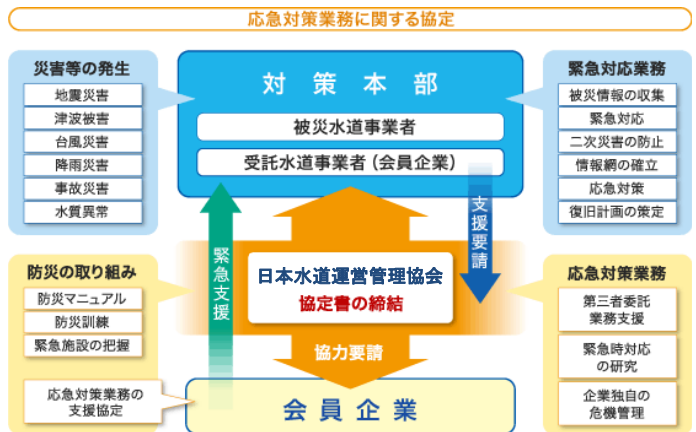 応急対策業務に関する協定
災害等の発生
地震災害
津波被害
台風災害
降雨災害
事故災害
水質異常
対策本部
被災水道事業者
受託水道事業者（会員企業）
緊急対応業務
被災情報の収集
緊急対応
二次災害の防止
情報網の確立
応急対策
復旧計画の策定
緊急支援
支援要請
日本水道運営管理協会
協定書の締結
協力要請
防災の取り組み
防災マニュアル
防災訓練
緊急施設の把握
応急対策業務の
支援協定
会員企業
応急対策業務
第三者委託
業務支援
緊急時対応
の研究
企業独自の
危機管理